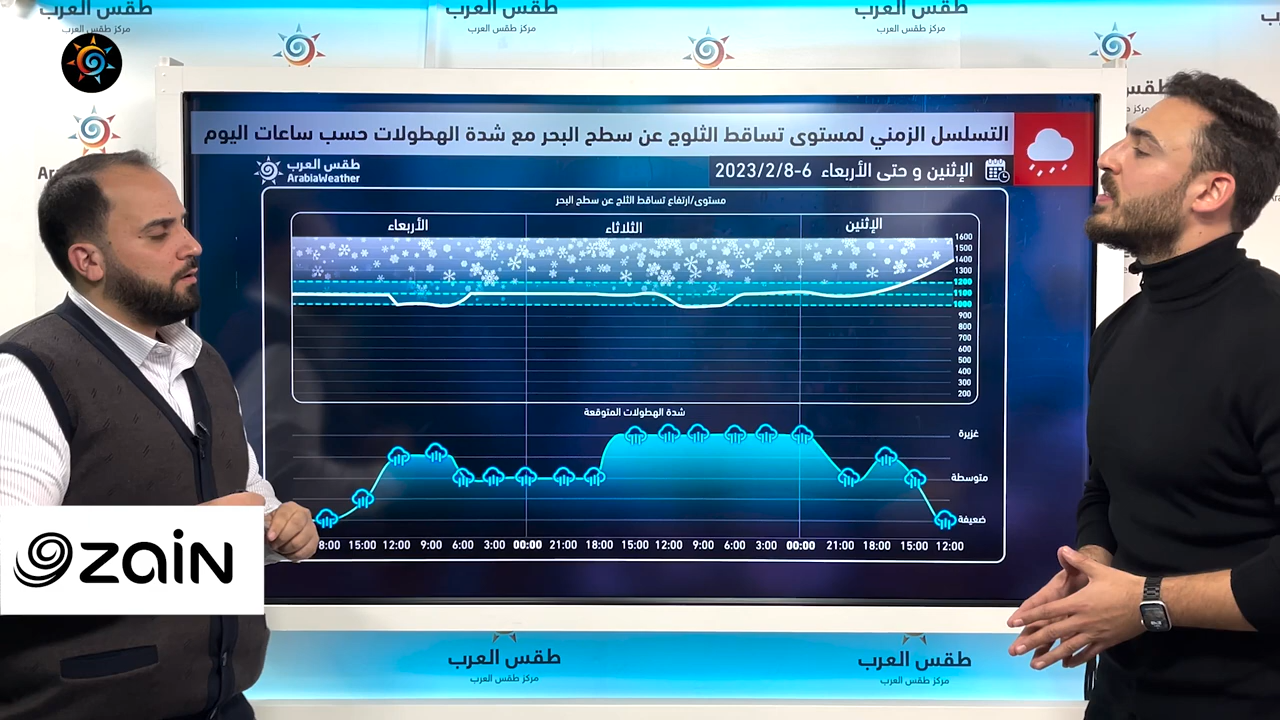 طقس العرب
مركز طقس العرب
طقس العرب
مركز طقس العرب
طقس العرب
مركز طقس العرب
التسلسل الزمني لمستوى تساقط الثلوج عن سطح البحر مع شدة الهطولات حسب ساعات اليوم
الإثنين و حتى الأربعاء 6-2023/2/8
طقس العرب
ArabiaWeather
مستوى/ارتفاع تساقط الثلج عن سطح البحر
الإثنين
الثلاثاء
الأربعاء
1600
1500
1400
1300
1200
1100
1000
900
800
700
600
500
400
300
200
شدة الهطولات المتوقعة
غزيرة
متوسطة
ضعيفة
8:00 15:00 12:00 9:00 6:00 3:00 00:00 21:00 18:00 15:00 12:00 9:00 6:00 3:00 00:00 21:00 18:00 15:00 12:00
zain
طقس العرب
مركز طقس العرب
طقس العرب
مركز طقس العرب